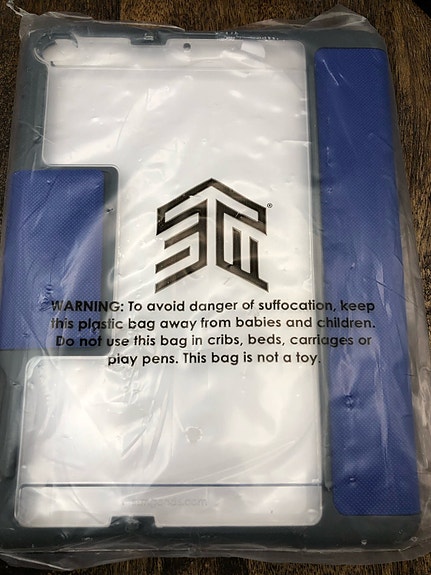 STM®
WARNING: To avoid danger of suffocation, keep
this plastic bag away from babies and children.
Do not use this bag in cribs, beds, carriages or
play pens. This bag is not a toy.